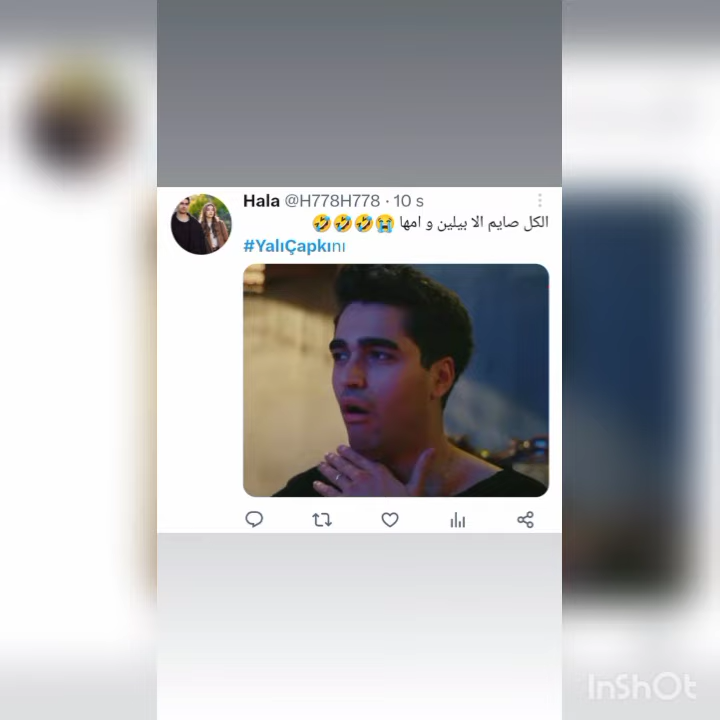 Hala @H778H778 · 10 s
الكل صايم الا بيلين و امها 😭🤣🤣🤣
#YalıÇapkını
InShOt